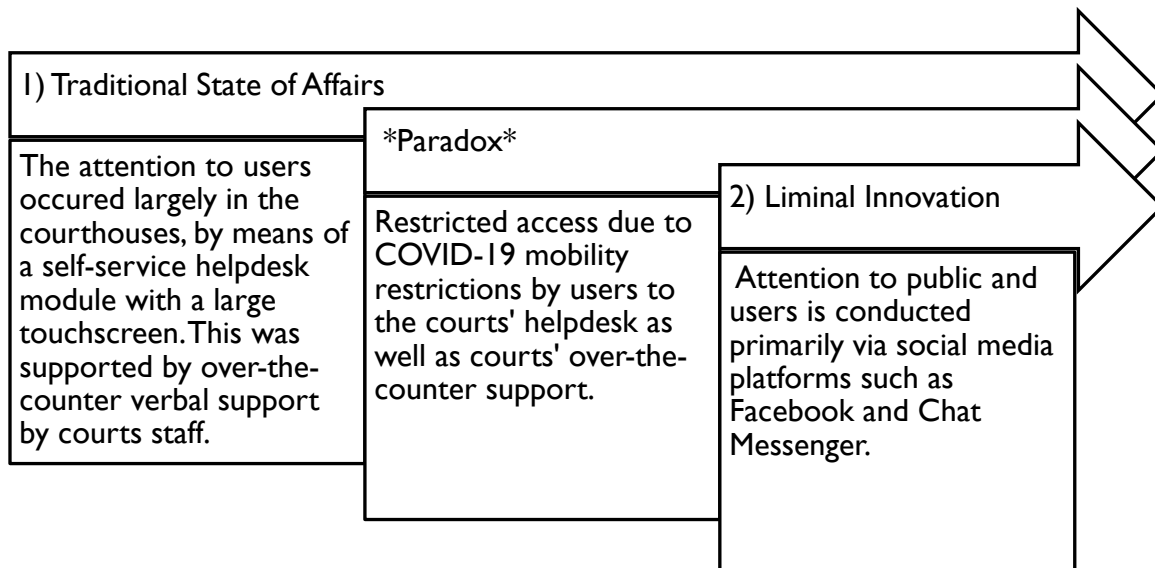 1) Traditional State of Affairs
The attention to users
occured largely in the
courthouses, by means of
a self-service helpdesk
module with a large
touchscreen. This was
supported by over-the-
counter verbal support
by courts staff.
*Paradox*
Restricted access due to
COVID-19 mobility
restrictions by users to
the courts' helpdesk as
well as courts' over-the-
counter support.
2) Liminal Innovation
Attention to public and
users is conducted
primarily via social media
platforms such as
Facebook and Chat
Messenger.